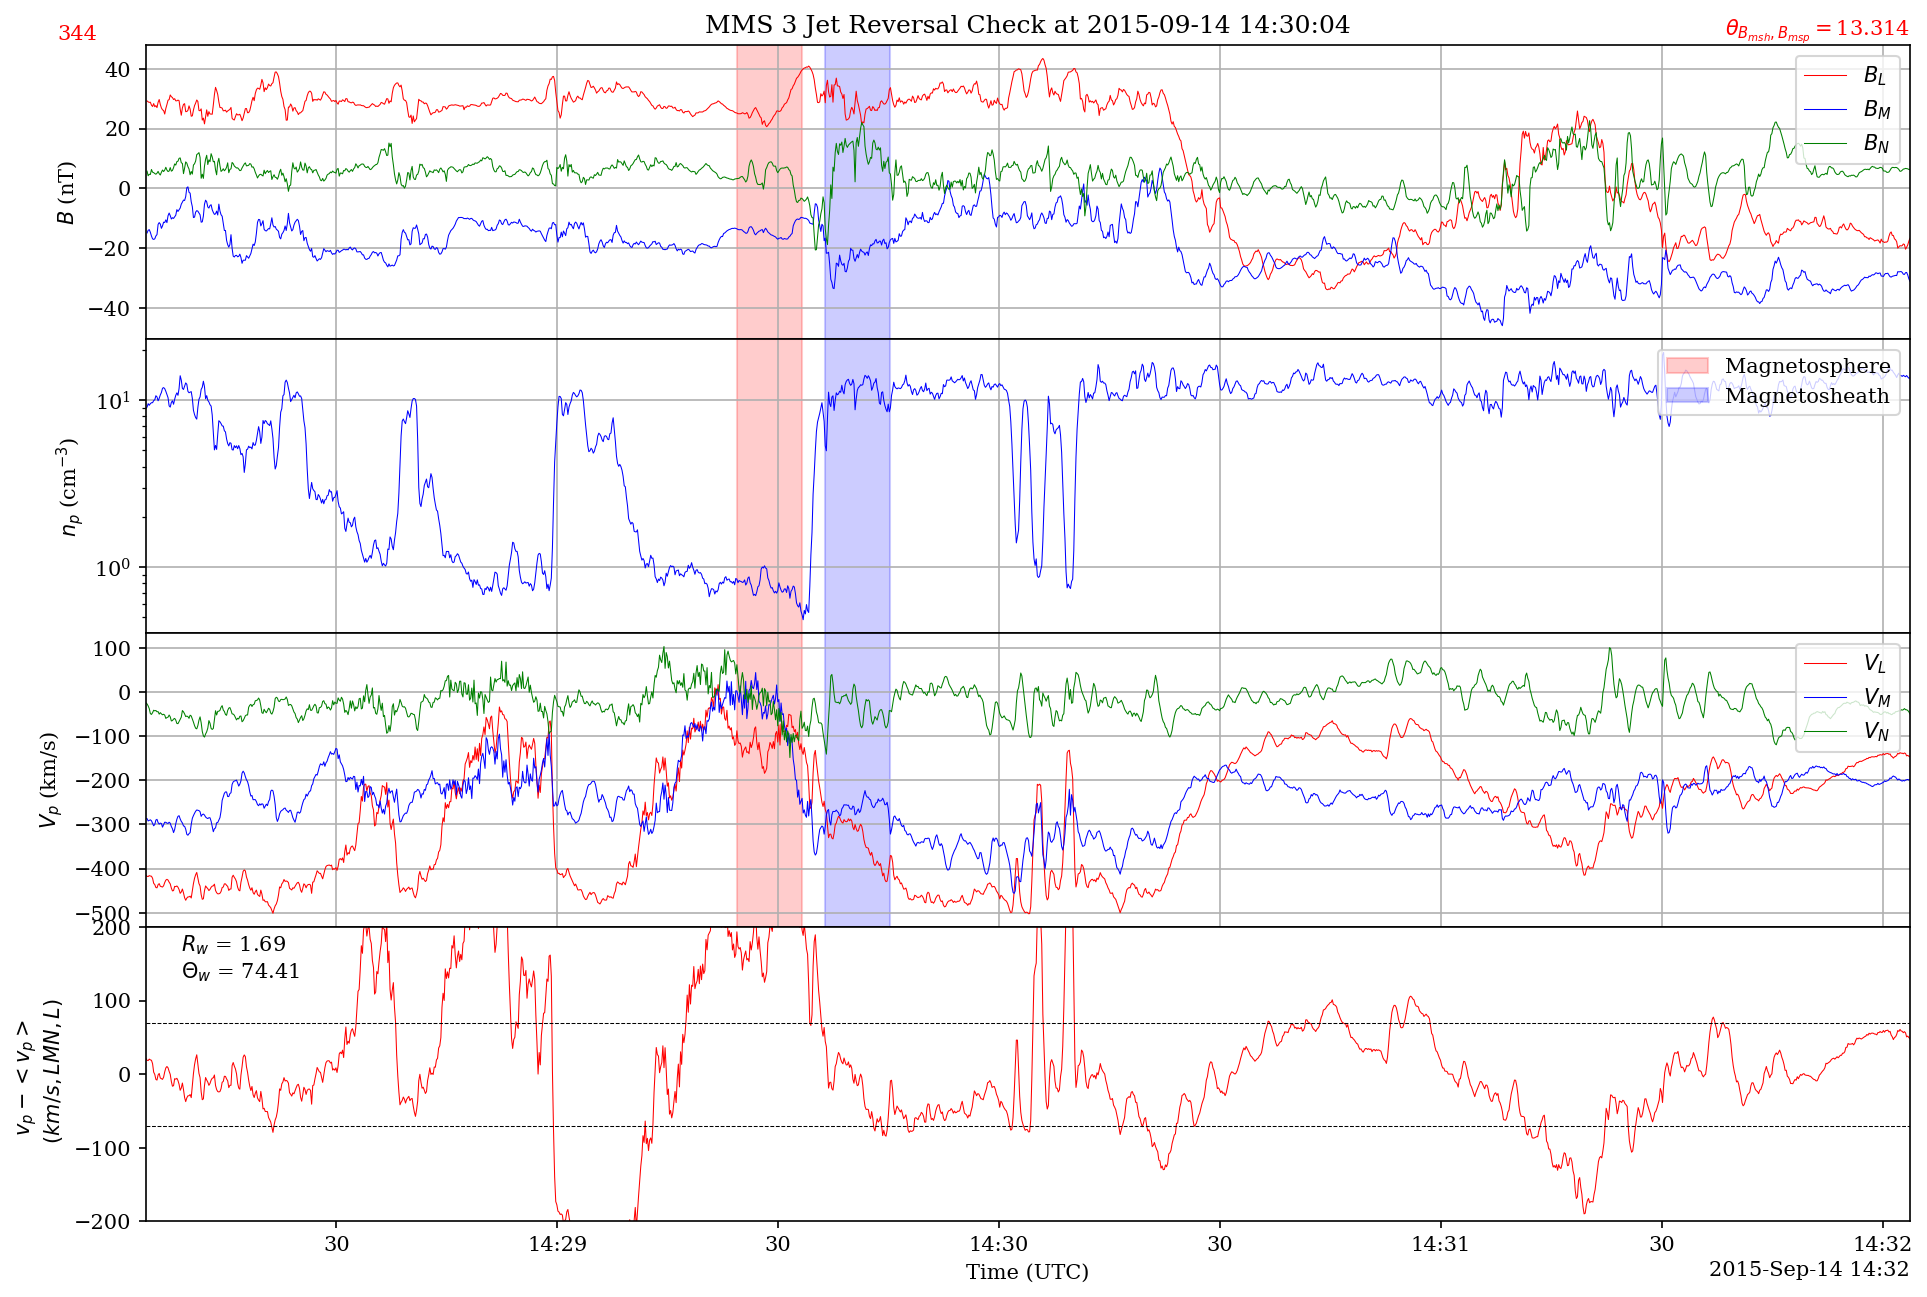 MMS 3 Jet Reversal Check at 2015-09-14 14:30:04
344
θ_{B_{msh}, B_{msp}} = 13.314
40
20
0
−20
−40
B (nT)
B_L
B_M
B_N
10^1
10^0
n_p (cm^{−3})
Magnetosphere
Magnetosheath
100
0
−100
−200
−300
−400
−500
V_p (km/s)
V_L
V_M
V_N
200
100
0
−100
−200
v_p − < v_p >
(km/s, LMN, L)
R_w = 1.69
Θ_w = 74.41
30
14:29
30
14:30
30
14:31
30
14:32
Time (UTC)
2015-Sep-14 14:32